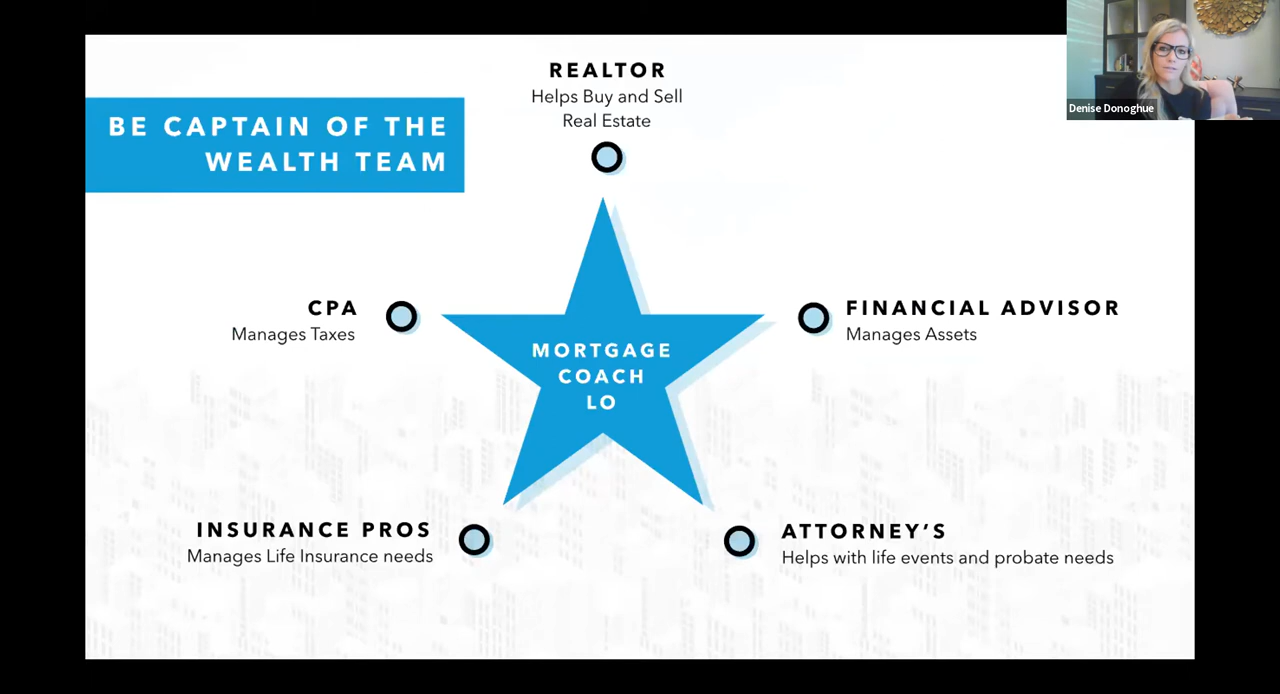 BE CAPTAIN OF THE
WEALTH TEAM
REALTOR
Helps Buy and Sell
Real Estate
Denise Donoghue
CPA
Manages Taxes
FINANCIAL ADVISOR
Manages Assets
MORTGAGE
COACH
LO
INSURANCE PROS
Manages Life Insurance needs
ATTORNEY’S
Helps with life events and probate needs